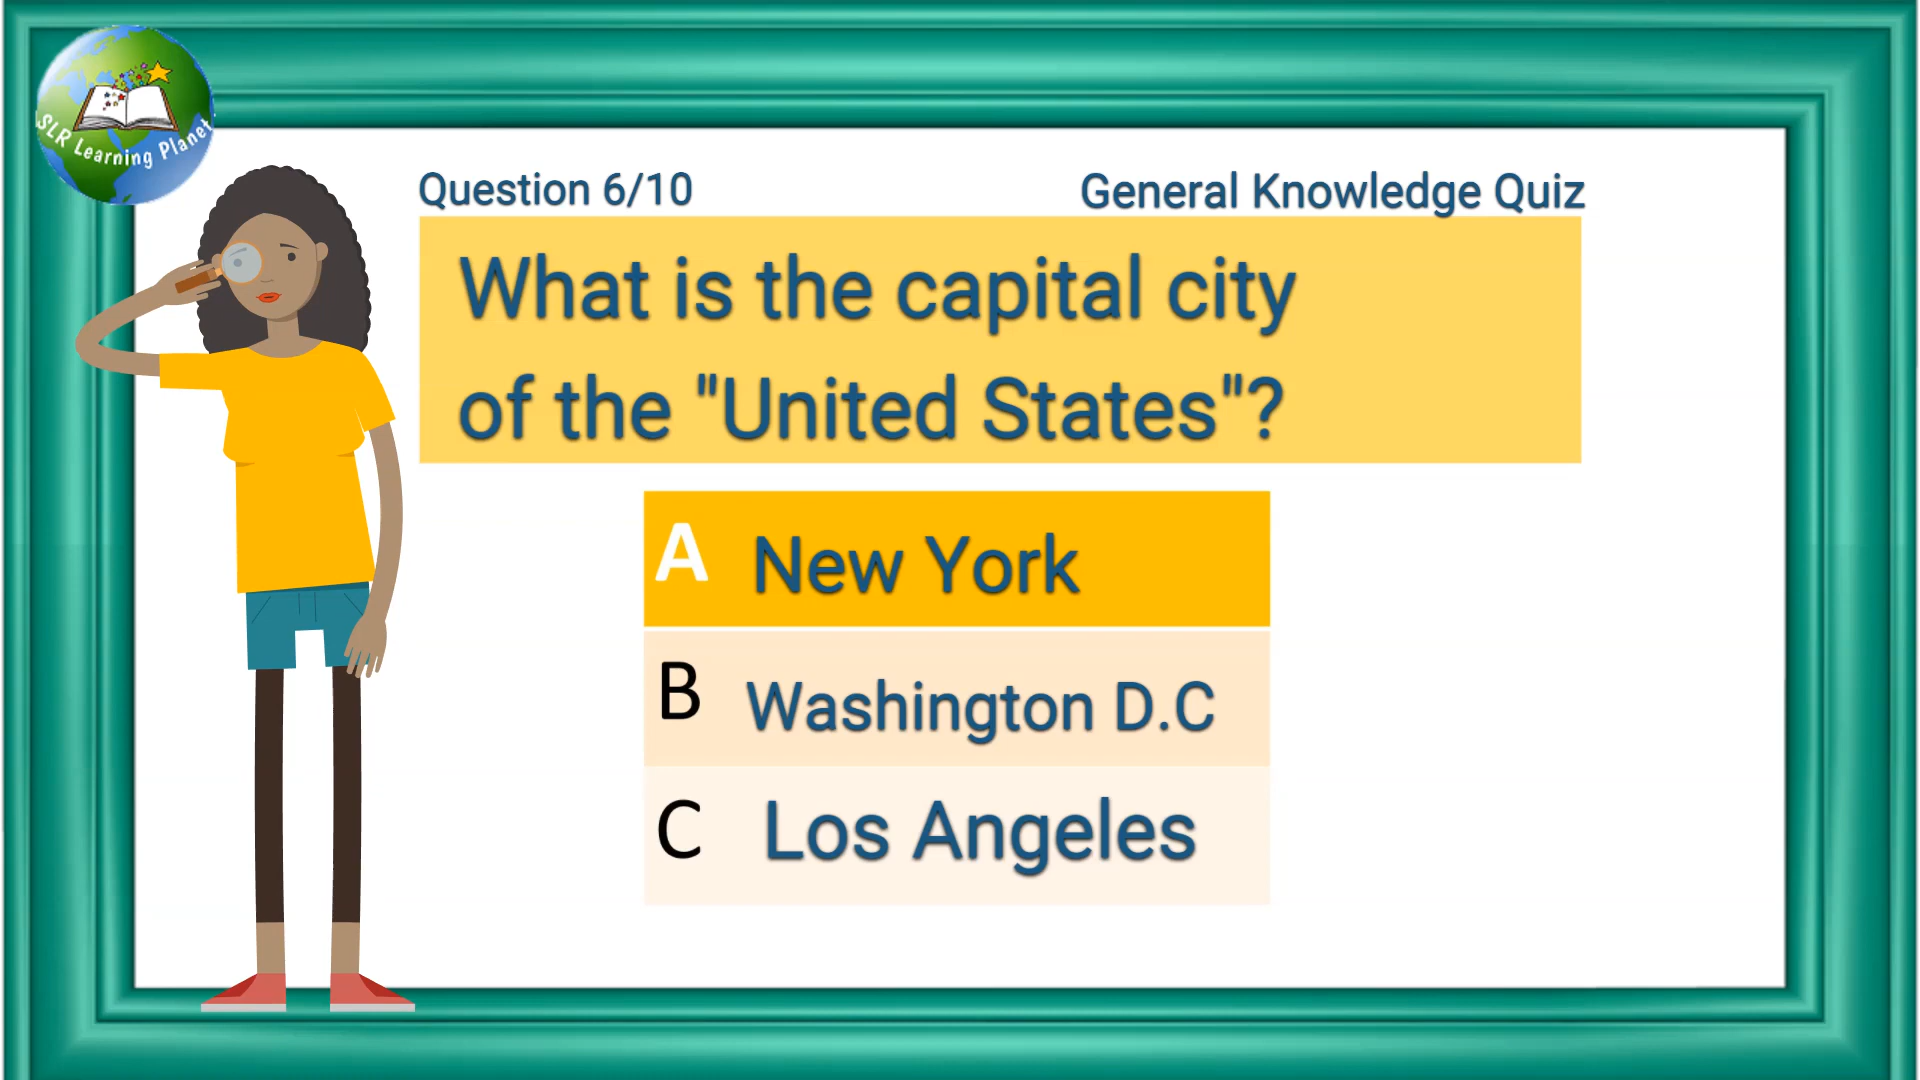 SLR Learning Planet
Question 6/10
General Knowledge Quiz
What is the capital city
of the "United States"?
A New York
B Washington D.C
C Los Angeles